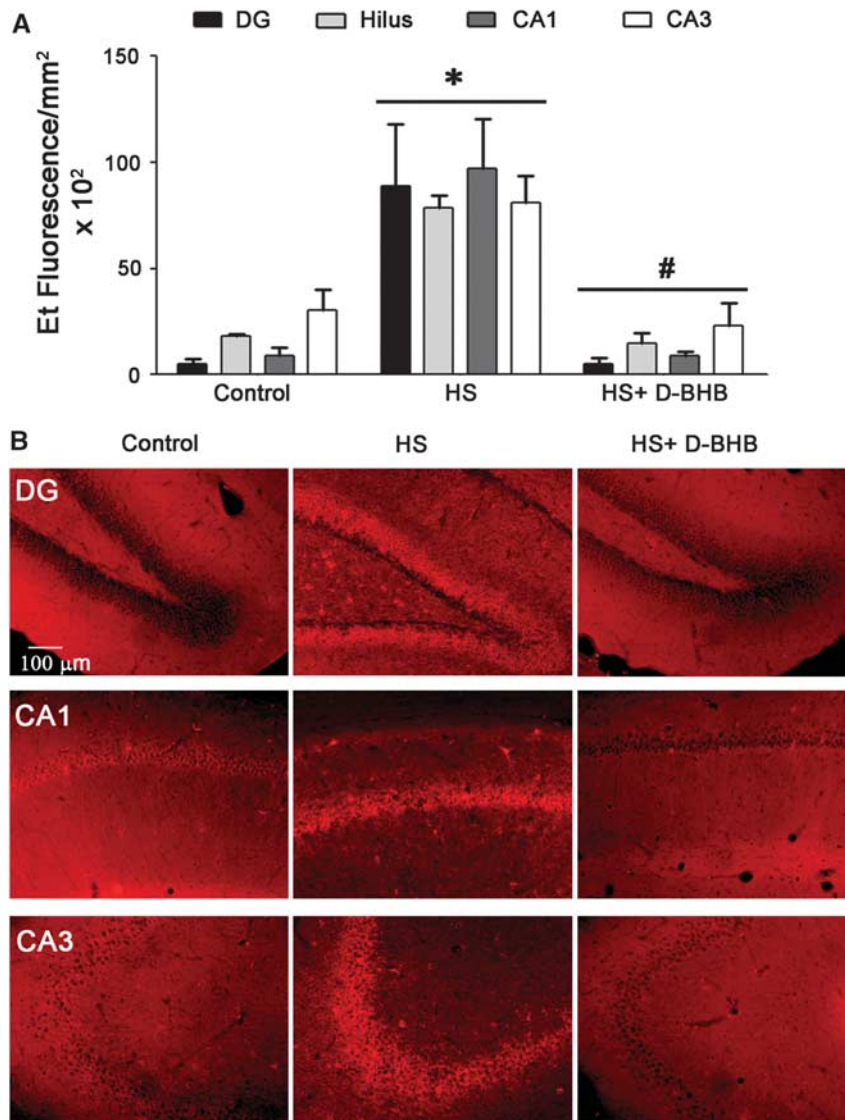 A
DG Hilus CA1 CA3
Et Fluorescence/mm²
x 10²
150
100
50
0
*
#
Control HS HS+ D-BHB
B
Control HS HS+ D-BHB
DG
100 µm
CA1
CA3